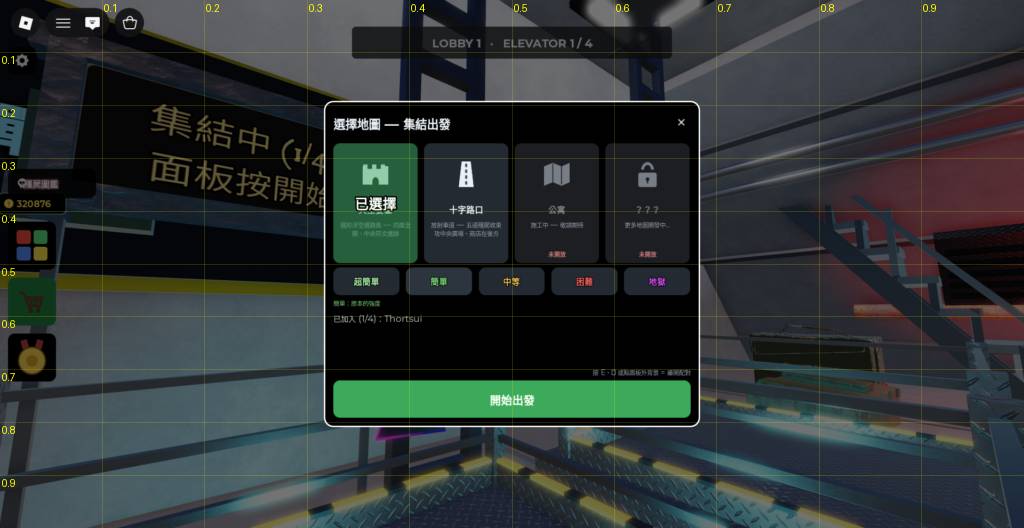 LOBBY 1 · ELEVATOR 1 / 4
集結中 (1/4
面板按開始
320876
選擇地圖 — 集結出發
×
已選擇
十字路口
公寓
? ? ?
施工中 — 敬請期待
更多地圖開發中...
未開放
未開放
超簡單
簡單
中等
困難
地獄
簡單：原本的強度
已加入 (1/4)：Thortsui
開始出發